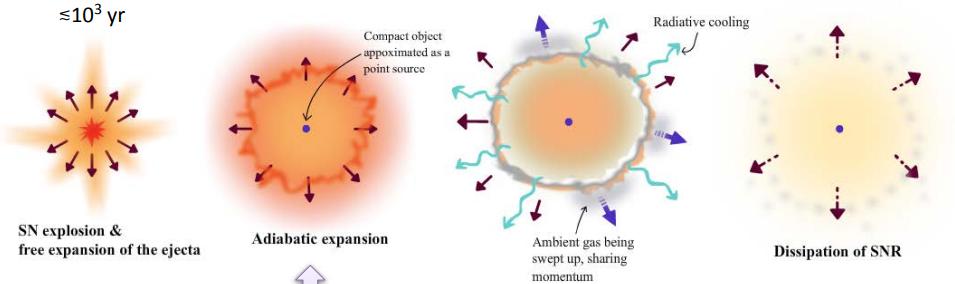 ≲10³ yr
SN explosion &
free expansion of the ejecta
Compact object
appoximated as a
point source
Adiabatic expansion
Radiative cooling
Ambient gas being
swept up, sharing
momentum
Dissipation of SNR